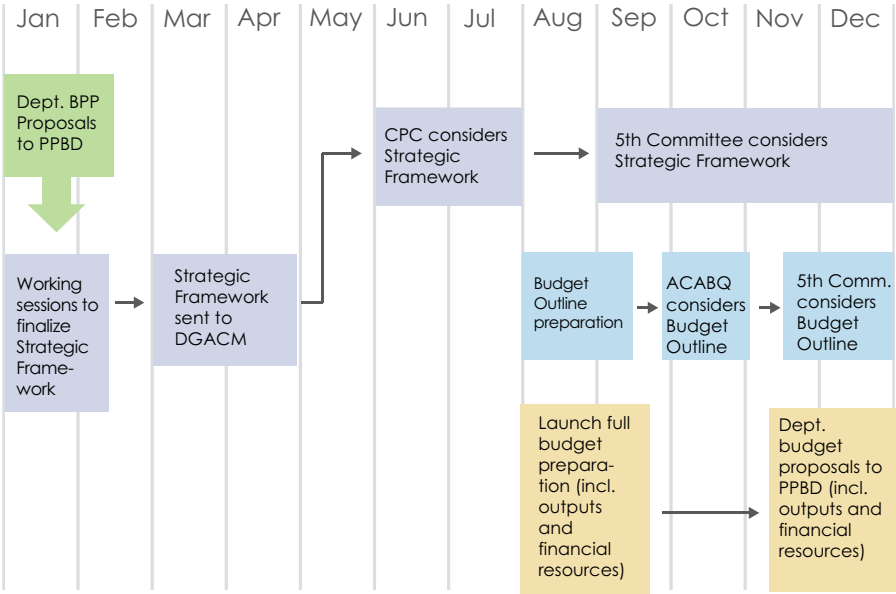 Jan Feb Mar Apr May Jun Jul Aug Sep Oct Nov Dec
Dept. BPP
Proposals
to PPBD
CPC considers
Strategic
Framework
5th Committee considers
Strategic Framework
Working
sessions to
finalize
Strategic
Frame-
work
Strategic
Framework
sent to
DGACM
Budget
Outline
preparation
ACABQ
considers
Budget
Outline
5th Comm.
considers
Budget
Outline
Launch full
budget
prepara-
tion (incl.
outputs
and
financial
resources)
Dept.
budget
proposals to
PPBD (incl.
outputs and
financial
resources)